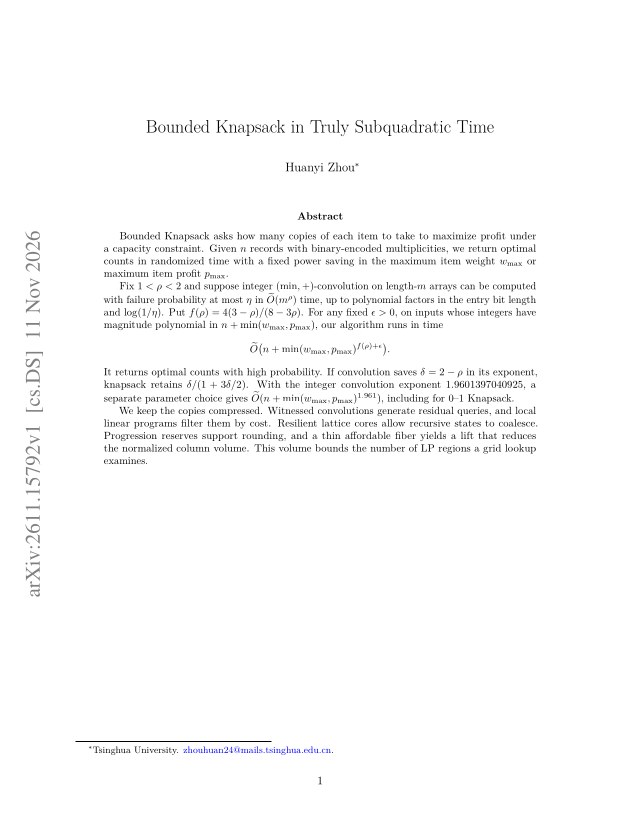 Bounded Knapsack in Truly Subquadratic Time
Huanyi Zhou*
Abstract
Bounded Knapsack asks how many copies of each item to take to maximize profit under
a capacity constraint. Given n records with binary-encoded multiplicities, we return optimal
counts in randomized time with a fixed power saving in the maximum item weight w_max or
maximum item profit p_max.
Fix 1 < ρ < 2 and suppose integer (min, +)-convolution on length-m arrays can be computed
with failure probability at most η in Õ(m^ρ) time, up to polynomial factors in the entry bit length
and log(1/η). Put f(ρ) = 4(3 − ρ)/(8 − 3ρ). For any fixed ϵ > 0, on inputs whose integers have
magnitude polynomial in n + min(w_max, p_max), our algorithm runs in time
Õ(n + min(w_max, p_max)^{f(ρ)+ϵ}).
It returns optimal counts with high probability. If convolution saves δ = 2 − ρ in its exponent,
knapsack retains δ/(1 + 3δ/2). With the integer convolution exponent 1.9601397040925, a
separate parameter choice gives Õ(n + min(w_max, p_max)^{1.961}), including for 0–1 Knapsack.
We keep the copies compressed. Witnessed convolutions generate residual queries, and local
linear programs filter them by cost. Resilient lattice cores allow recursive states to coalesce.
Progression reserves support rounding, and a thin affordable fiber yields a lift that reduces
the normalized column volume. This volume bounds the number of LP regions a grid lookup
examines.
arXiv:2611.15792v1 [cs.DS] 11 Nov 2026
*Tsinghua University. zhouhuan24@mails.tsinghua.edu.cn.
1